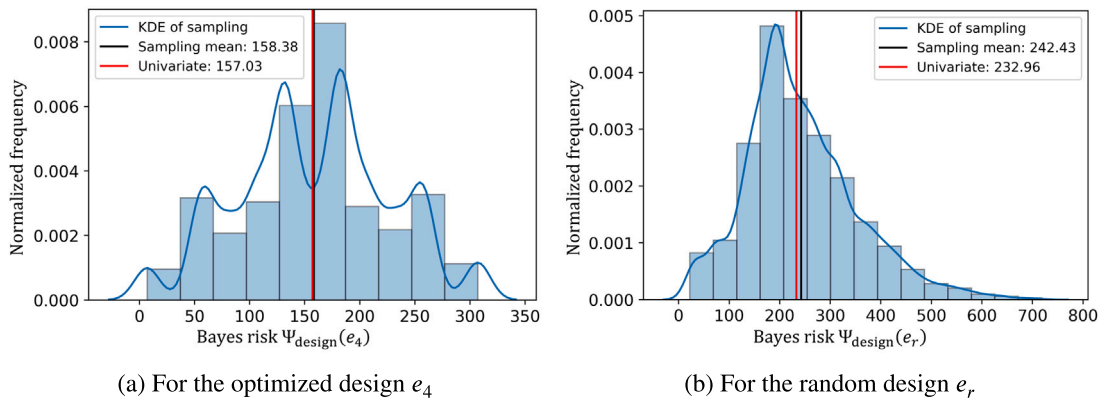 KDE of sampling
Sampling mean: 158.38
Univariate: 157.03
Normalized frequency
0.008
0.006
0.004
0.002
0.000
0 50 100 150 200 250 300 350
Bayes risk Ψdesign(e4)
(a) For the optimized design e4
KDE of sampling
Sampling mean: 242.43
Univariate: 232.96
Normalized frequency
0.005
0.004
0.003
0.002
0.001
0.000
0 100 200 300 400 500 600 700 800
Bayes risk Ψdesign(er)
(b) For the random design er